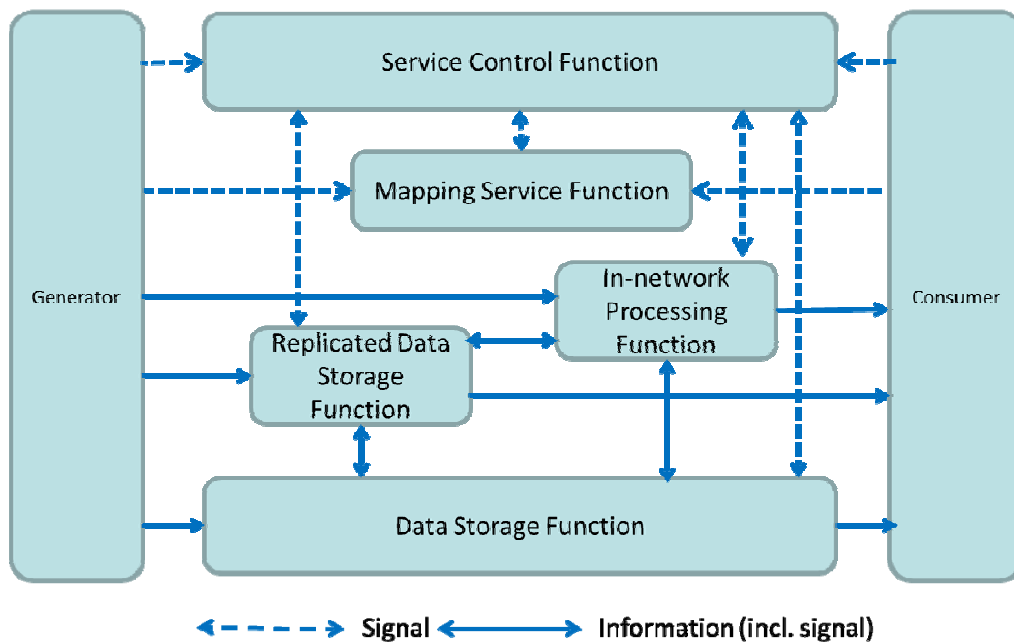 Service Control Function
Mapping Service Function
Generator
In-network
Processing
Function
Consumer
Replicated Data
Storage
Function
Data Storage Function
Signal
Information (incl. signal)